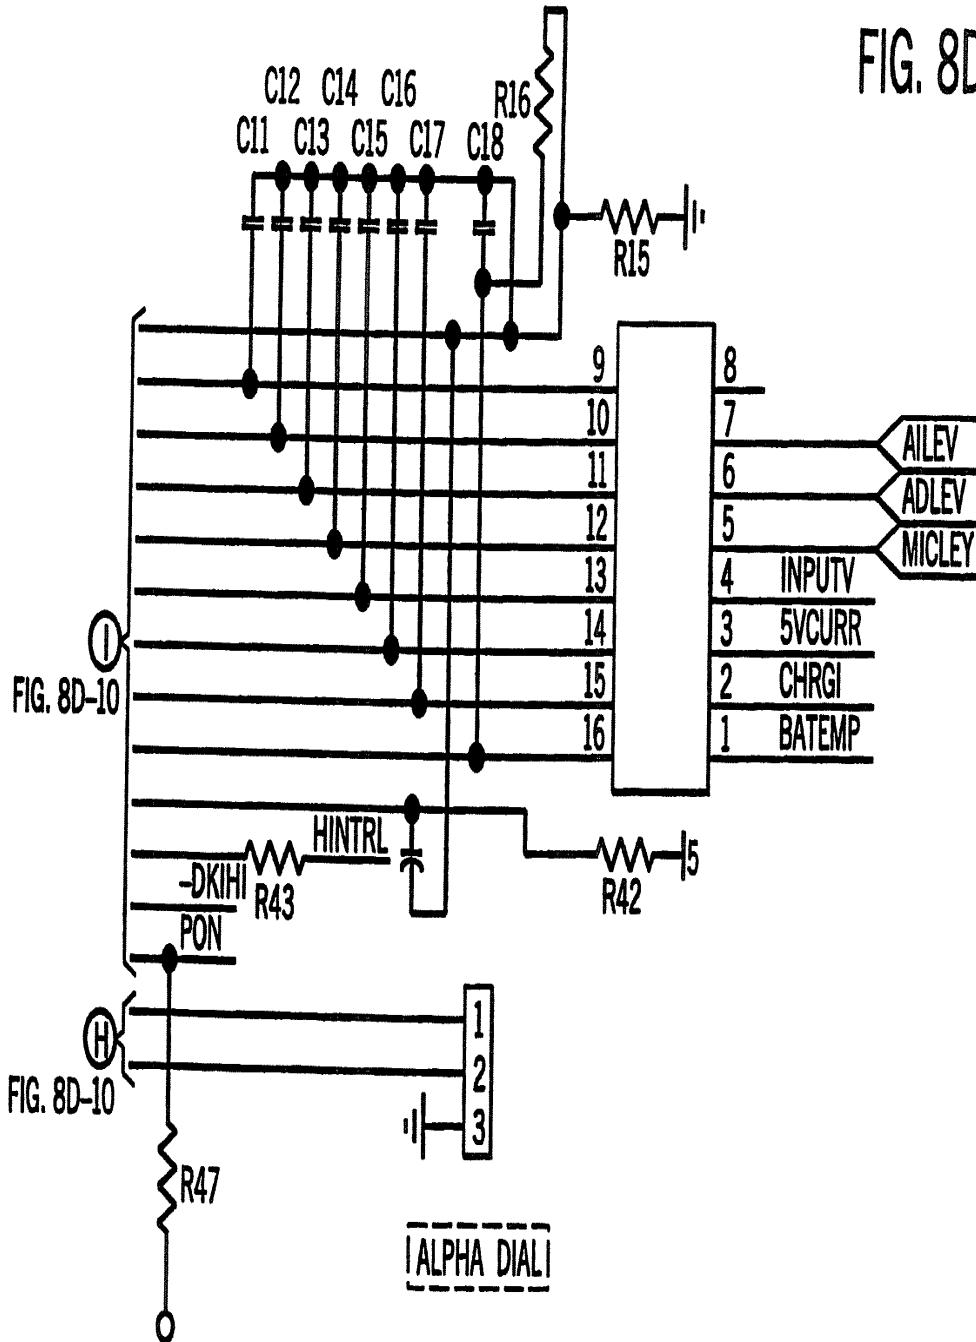 FIG. 8D
C12 C14 C16
R16
C11 C13 C15 C17 C18
R15
9 8
10 7
AILEV
11 6
ADLEV
12 5
MICLEY
13 4 INPUTV
14 3 5VCURR
I
FIG. 8D-10
15 2 CHRGI
16 1 BATEMP
HINTRL
-DKIHI
R43
5
R42
PON
H
FIG. 8D-10
1
2
3
R47
ALPHA DIAL